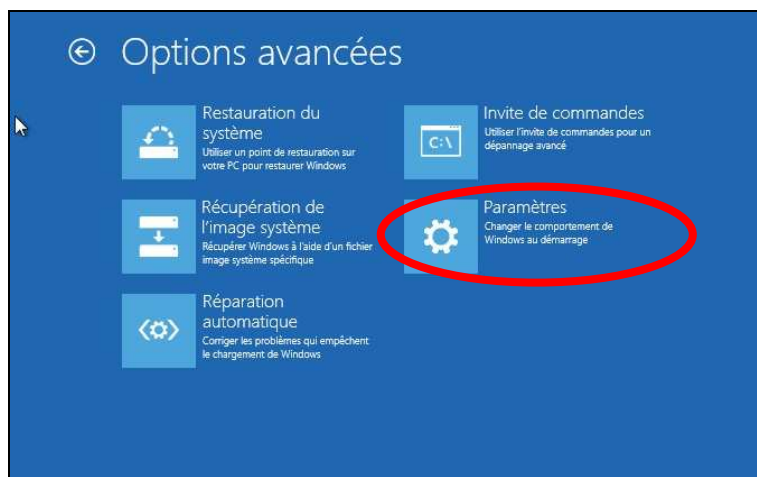 Options avancées
Restauration du
système
Utiliser un point de restauration sur
votre PC pour restaurer Windows
Récupération de
l'image système
Récupérer Windows à l'aide d'un fichier
image système spécifique
Réparation
automatique
Corriger les problèmes qui empêchent
le chargement de Windows
C:\
Invite de commandes
Utiliser l'invite de commandes pour un
dépannage avancé
Paramètres
Changer le comportement de
Windows au démarrage